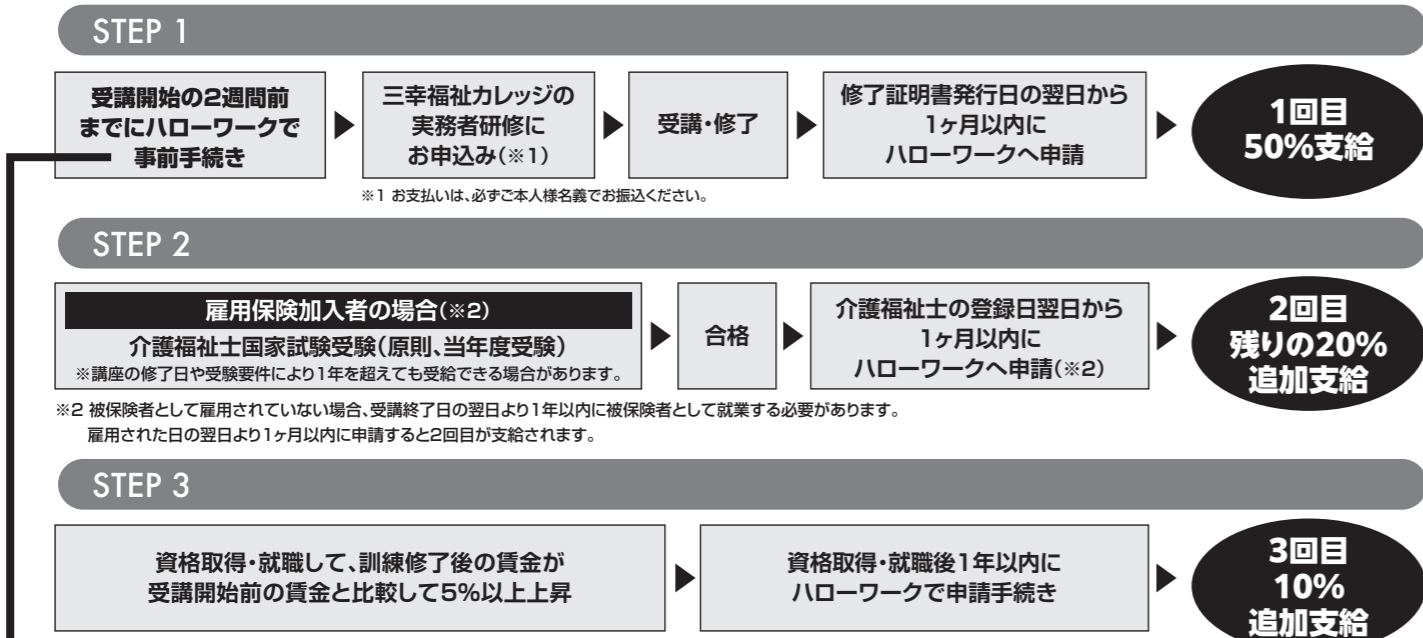 STEP 1
受講開始の2週間前
までにハローワークで
事前手続き
三幸福祉カレッジの
実務者研修に
お申込み(※1)
受講・修了
修了証明書発行日の翌日から
1ヶ月以内に
ハローワークへ申請
1回目
50%支給
※1 お支払いは、必ずご本人様名義でお振込ください。
STEP 2
雇用保険加入者の場合(※2)
介護福祉士国家試験受験(原則、当年度受験)
※講座の修了日や受験要件により1年を超えても受給できる場合があります。
合格
介護福祉士の登録日翌日から
1ヶ月以内に
ハローワークへ申請(※2)
2回目
残りの20%
追加支給
※2 被保険者として雇用されていない場合、受講終了日の翌日より1年以内に被保険者として就業する必要があります。
雇用された日の翌日より1ヶ月以内に申請すると2回目が支給されます。
STEP 3
資格取得・就職して、訓練修了後の賃金が
受講開始前の賃金と比較して5%以上上昇
資格取得・就職後1年以内に
ハローワークで申請手続き
3回目
10%
追加支給